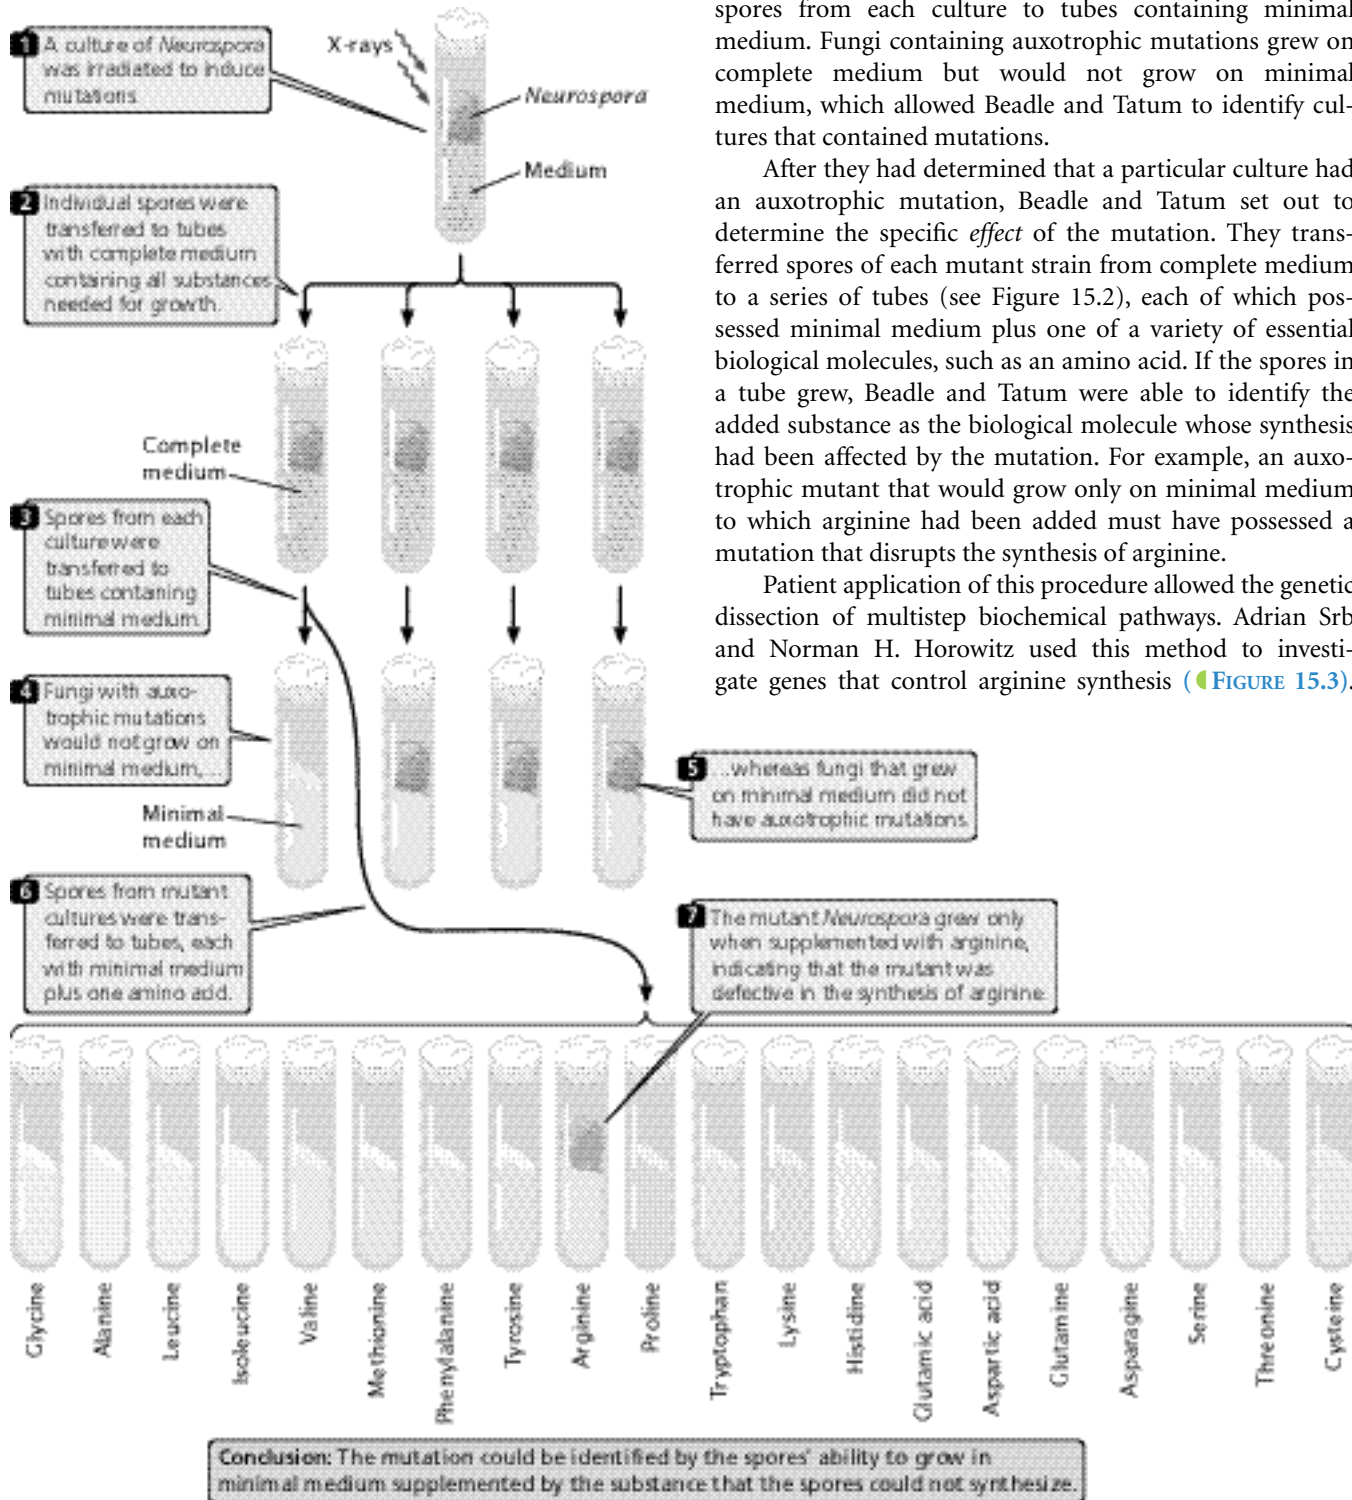 spores from each culture to tubes containing minimal
medium. Fungi containing auxotrophic mutations grew on
complete medium but would not grow on minimal
medium, which allowed Beadle and Tatum to identify cul-
tures that contained mutations.
After they had determined that a particular culture had
an auxotrophic mutation, Beadle and Tatum set out to
determine the specific effect of the mutation. They trans-
ferred spores of each mutant strain from complete medium
to a series of tubes (see Figure 15.2), each of which pos-
sessed minimal medium plus one of a variety of essential
biological molecules, such as an amino acid. If the spores in
a tube grew, Beadle and Tatum were able to identify the
added substance as the biological molecule whose synthesis
had been affected by the mutation. For example, an auxo-
trophic mutant that would grow only on minimal medium
to which arginine had been added must have possessed a
mutation that disrupts the synthesis of arginine.
Patient application of this procedure allowed the genetic
dissection of multistep biochemical pathways. Adrian Srb
and Norman H. Horowitz used this method to investi-
gate genes that control arginine synthesis (FIGURE 15.3).
1 A culture of Neurospora
was irradiated to induce
mutations.
X-rays
Neurospora
Medium
2 Individual spores were
transferred to tubes
with complete medium
containing all substances
needed for growth.
Complete
medium
3 Spores from each
culture were
transferred to
tubes containing
minimal medium.
4 Fungi with auxo-
trophic mutations
would not grow on
minimal medium,...
Minimal
medium
5 ...whereas fungi that grew
on minimal medium did not
have auxotrophic mutations.
6 Spores from mutant
cultures were trans-
ferred to tubes, each
with minimal medium
plus one amino acid.
7 The mutant Neurospora grew only
when supplemented with arginine,
indicating that the mutant was
defective in the synthesis of arginine.
Glycine
Alanine
Leucine
Isoleucine
Valine
Methionine
Phenylalanine
Tyrosine
Arginine
Proline
Tryptophan
Lysine
Histidine
Glutamic acid
Aspartic acid
Glutamine
Asparagine
Serine
Threonine
Cysteine
Conclusion: The mutation could be identified by the spores' ability to grow in
minimal medium supplemented by the substance that the spores could not synthesize.